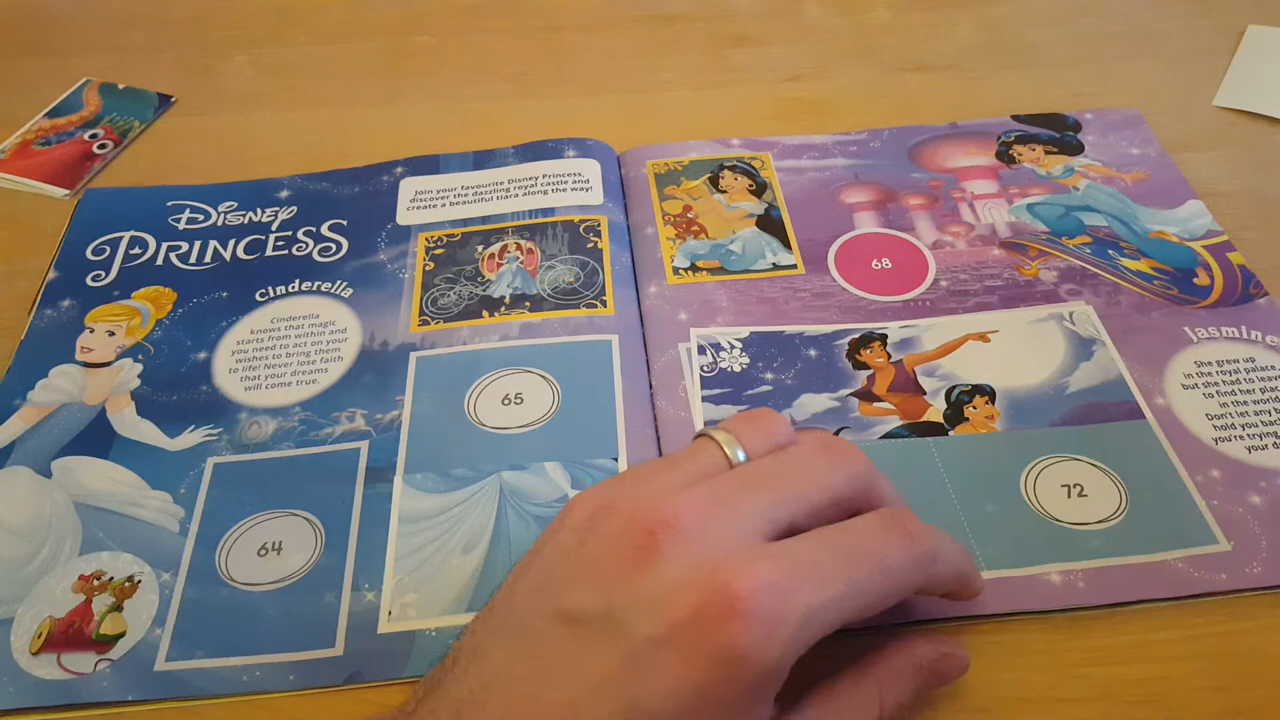 Disney
PRINCESS
Join your favourite Disney Princess,
discover the dazzling royal castle and
create a beautiful tiara along the way!
Cinderella
Cinderella
knows that magic
starts from within and
you need to act on your
wishes to bring them
to life! Never lose faith
that your dreams
will come true.
65
64
68
72
Jasmine
She grew up
in the royal palace,
but she had to leave
to find her place
in the world.
Don't let any
hold you back
you're trying
your